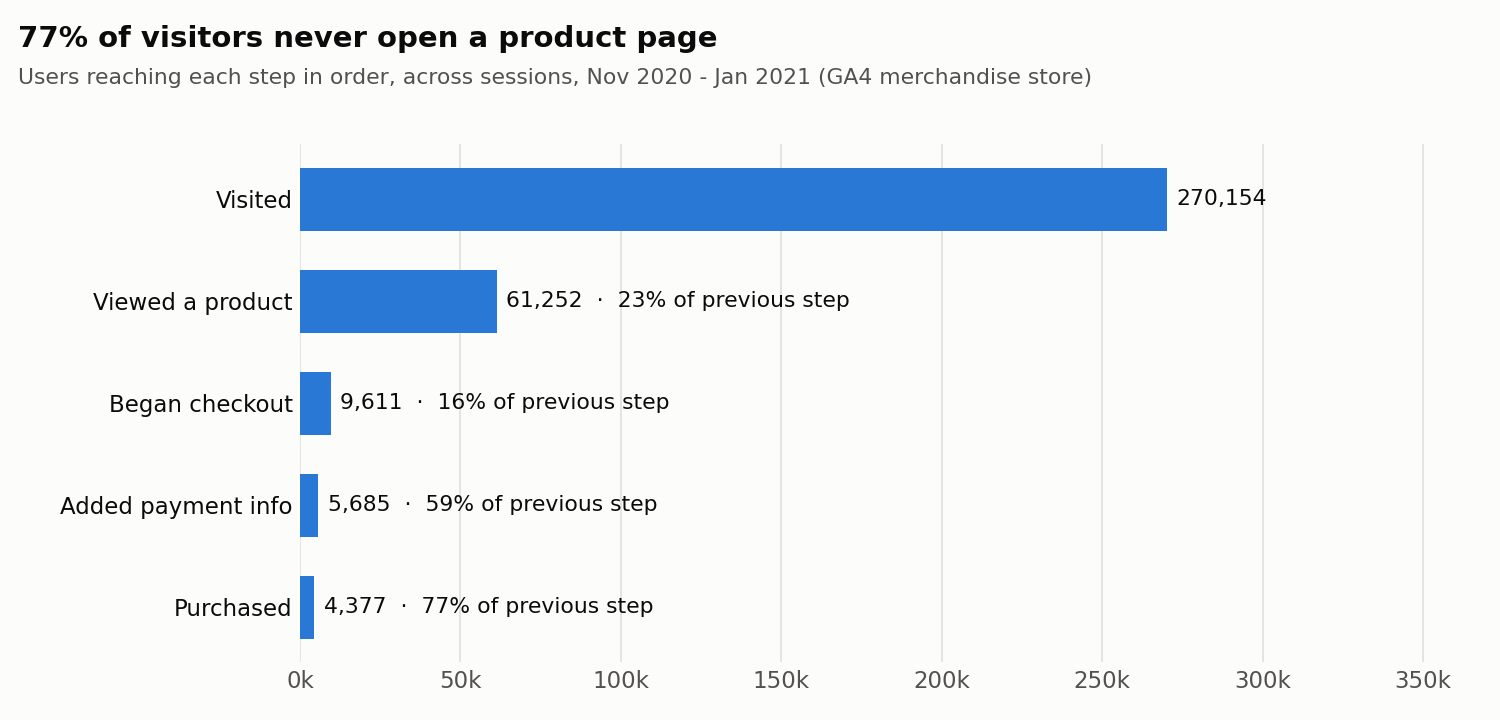 77% of visitors never open a product page
Users reaching each step in order, across sessions, Nov 2020 - Jan 2021 (GA4 merchandise store)
Visited 270,154
Viewed a product 61,252 · 23% of previous step
Began checkout 9,611 · 16% of previous step
Added payment info 5,685 · 59% of previous step
Purchased 4,377 · 77% of previous step
0k 50k 100k 150k 200k 250k 300k 350k